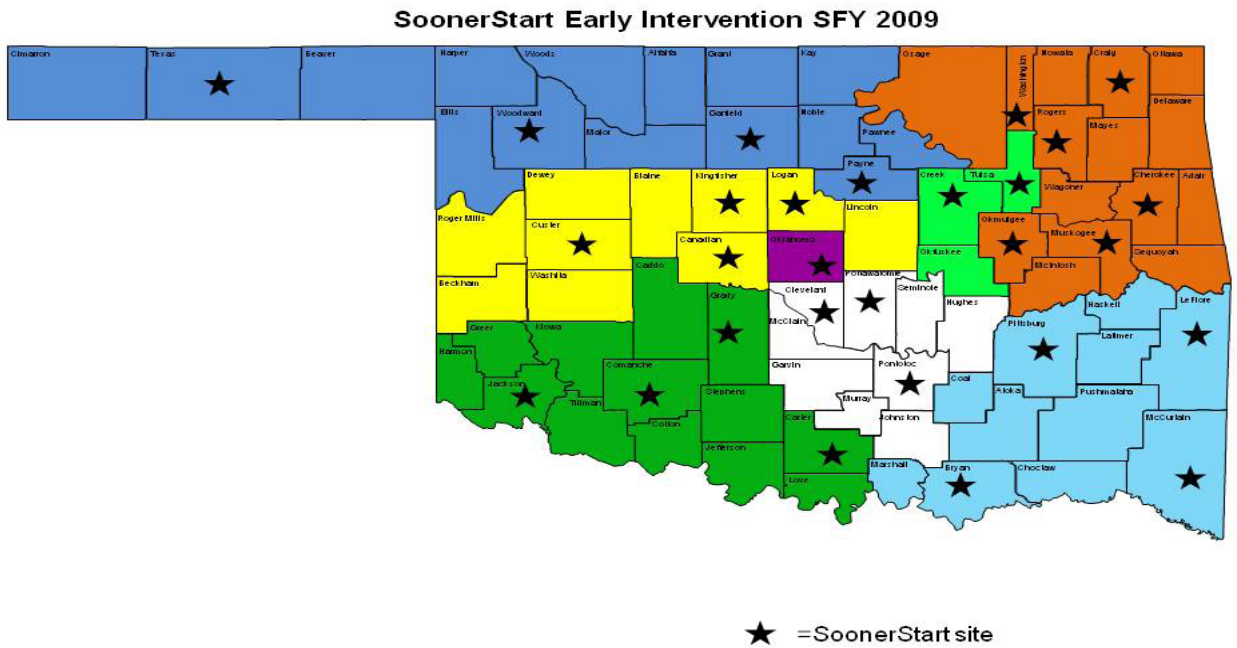 SoonerStart Early Intervention SFY 2009
Cimarron
Texas
Beaver
Harper
Woods
Alfalfa
Grant
Kay
Osage
Washington
Nowata
Craig
Ottawa
Ellis
Woodward
Major
Garfield
Noble
Pawnee
Rogers
Mayes
Delaware
Payne
Dewey
Blaine
Kingfisher
Logan
Lincoln
Creek
Tulsa
Wagoner
Cherokee
Adair
Roger Mills
Custer
Canadian
Oklahoma
Okmulgee
Muskogee
Sequoyah
Okfuskee
McIntosh
Beckham
Washita
Caddo
Grady
Cleveland
Pottawatomie
Seminole
Hughes
McClain
Haskell
LeFlore
Pittsburg
Latimer
Greer
Kiowa
Harmon
Jackson
Comanche
Garvin
Pontotoc
Coal
Atoka
Pushmataha
Tillman
Stephens
Murray
Cotton
Carter
Johnston
McCurtain
Jefferson
Love
Marshall
Bryan
Choctaw
=SoonerStart site